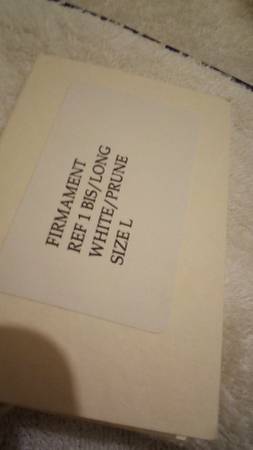 FIRMAMENT
REF 1 BIS/LONG
WHITE/PRUNE
SIZE L